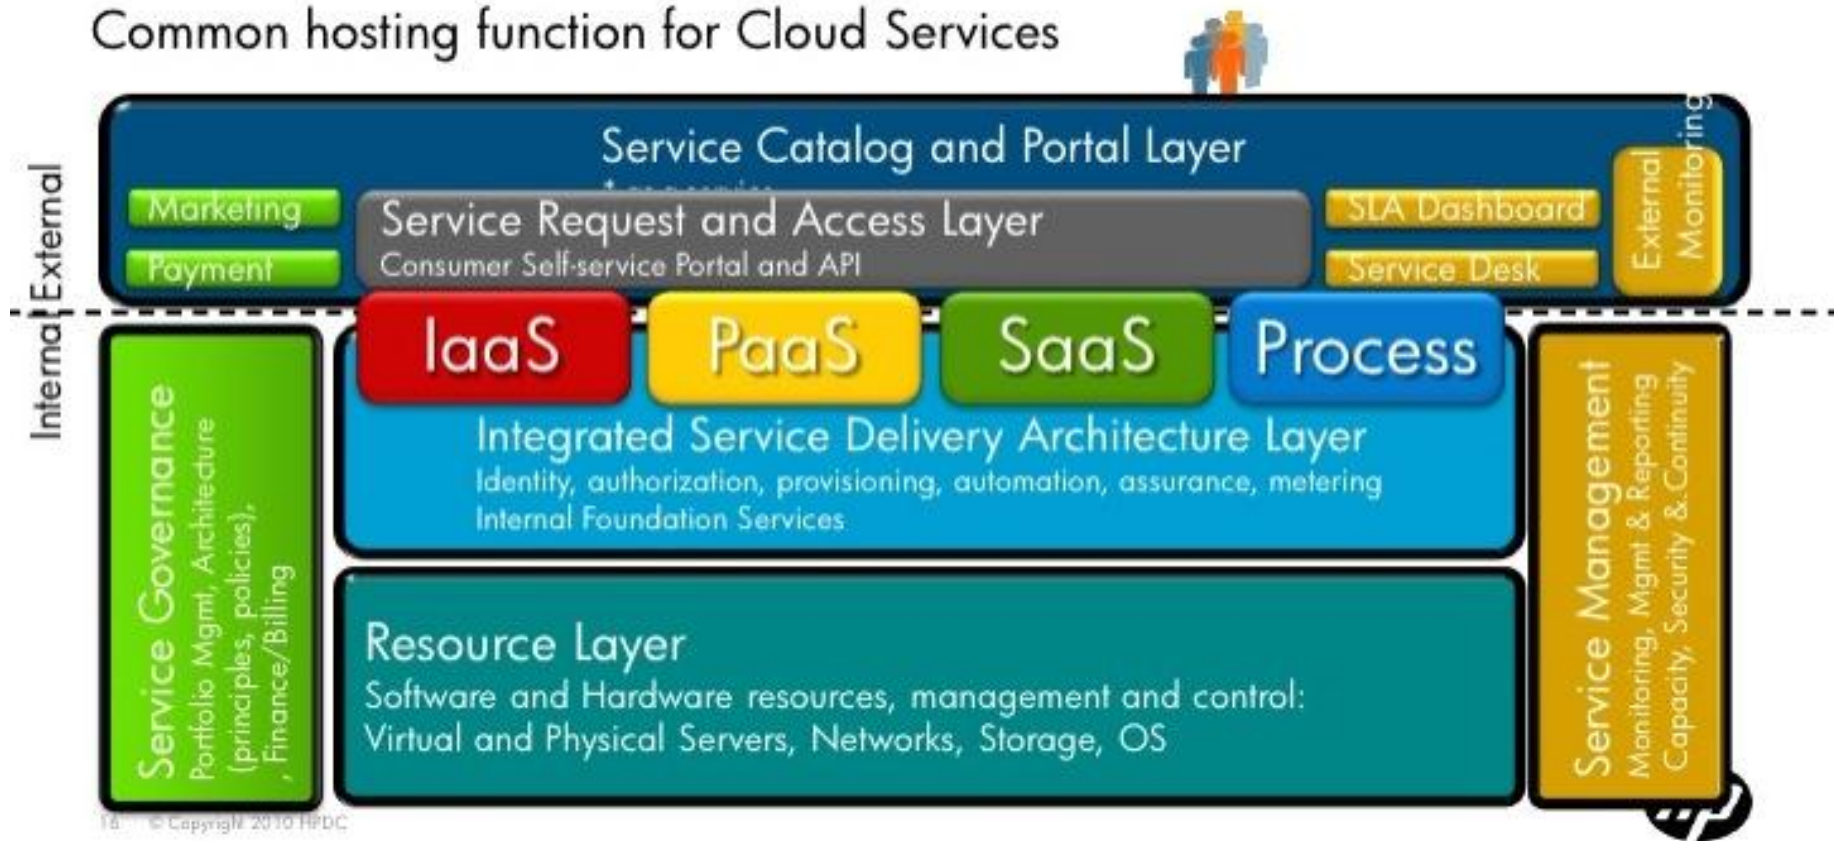 Common hosting function for Cloud Services
External
Internal
Service Catalog and Portal Layer
* as a service
Marketing
Payment
Service Request and Access Layer
Consumer Self-service Portal and API
SLA Dashboard
Service Desk
External
Monitoring
IaaS
PaaS
SaaS
Process
Service Governance
Portfolio Mgmt, Architecture
(principles, policies),
, Finance/Billing
Integrated Service Delivery Architecture Layer
Identity, authorization, provisioning, automation, assurance, metering
Internal Foundation Services
Resource Layer
Software and Hardware resources, management and control:
Virtual and Physical Servers, Networks, Storage, OS
Service Management
Monitoring, Mgmt & Reporting
Capacity, Security & Continuity
16 © Copyright 2010 HPDC
hp